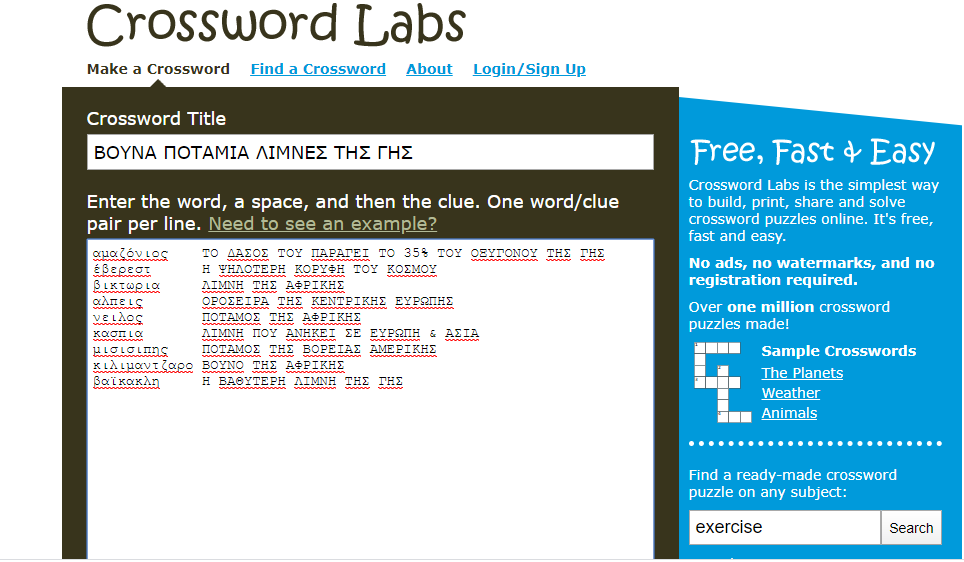 Crossword Labs
Make a Crossword Find a Crossword About Login/Sign Up
Crossword Title
ΒΟΥΝΑ ΠΟΤΑΜΙΑ ΛΙΜΝΕΣ ΤΗΣ ΓΗΣ
Enter the word, a space, and then the clue. One word/clue
pair per line. Need to see an example?
αμαζόνιος ΤΟ ΔΑΣΟΣ ΤΟΥ ΠΑΡΑΓΕΙ ΤΟ 35% ΤΟΥ ΟΞΥΓΟΝΟΥ ΤΗΣ ΓΗΣ
έβερεστ Η ΨΗΛΟΤΕΡΗ ΚΟΡΥΦΗ ΤΟΥ ΚΟΣΜΟΥ
βικτωρια ΛΙΜΝΗ ΤΗΣ ΑΦΡΙΚΗΣ
αλπεις ΟΡΟΣΕΙΡΑ ΤΗΣ ΚΕΝΤΡΙΚΗΣ ΕΥΡΩΠΗΣ
νειλος ΠΟΤΑΜΟΣ ΤΗΣ ΑΦΡΙΚΗΣ
κασπια ΛΙΜΝΗ ΠΟΥ ΑΝΗΚΕΙ ΣΕ ΕΥΡΩΠΗ & ΑΣΙΑ
μισισιπης ΠΟΤΑΜΟΣ ΤΗΣ ΒΟΡΕΙΑΣ ΑΜΕΡΙΚΗΣ
κιλιμαντζαρο ΒΟΥΝΟ ΤΗΣ ΑΦΡΙΚΗΣ
βαϊκακλη Η ΒΑΘΥΤΕΡΗ ΛΙΜΝΗ ΤΗΣ ΓΗΣ
Free, Fast & Easy
Crossword Labs is the simplest way
to build, print, share and solve
crossword puzzles online. It's free,
fast and easy.
No ads, no watermarks, and no
registration required.
Over one million crossword
puzzles made!
Sample Crosswords
The Planets
Weather
Animals
Find a ready-made crossword
puzzle on any subject:
exercise Search